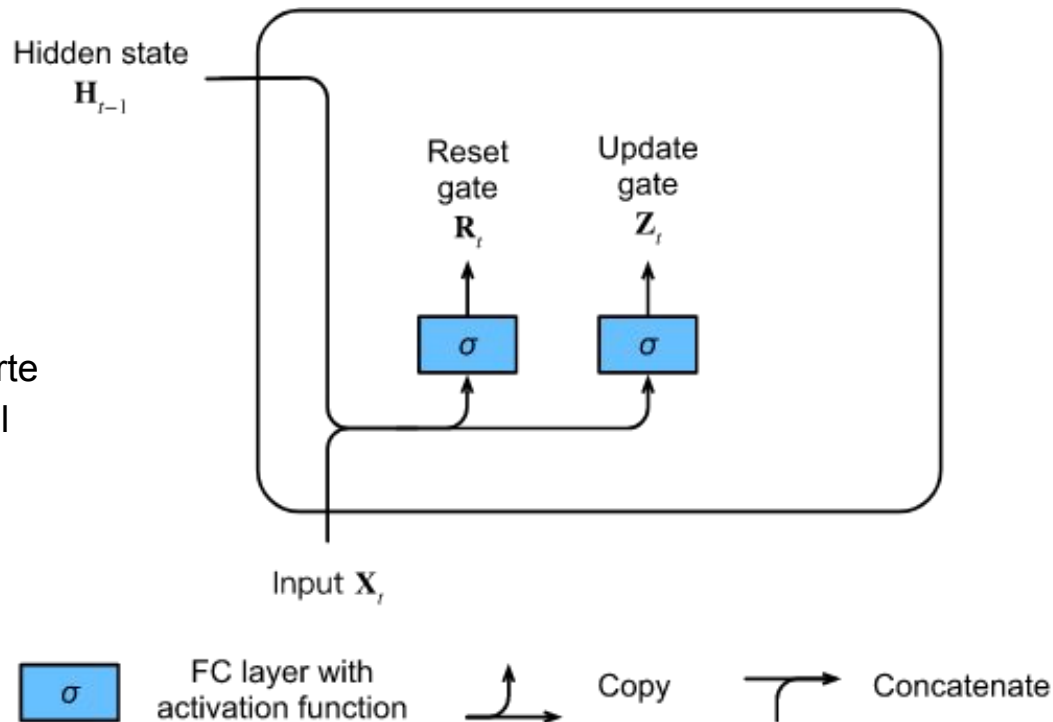 Hidden state
H_{t−1}
Reset
gate
R_t
Update
gate
Z_t
σ
σ
Input X_t
σ
FC layer with
activation function
Copy
Concatenate